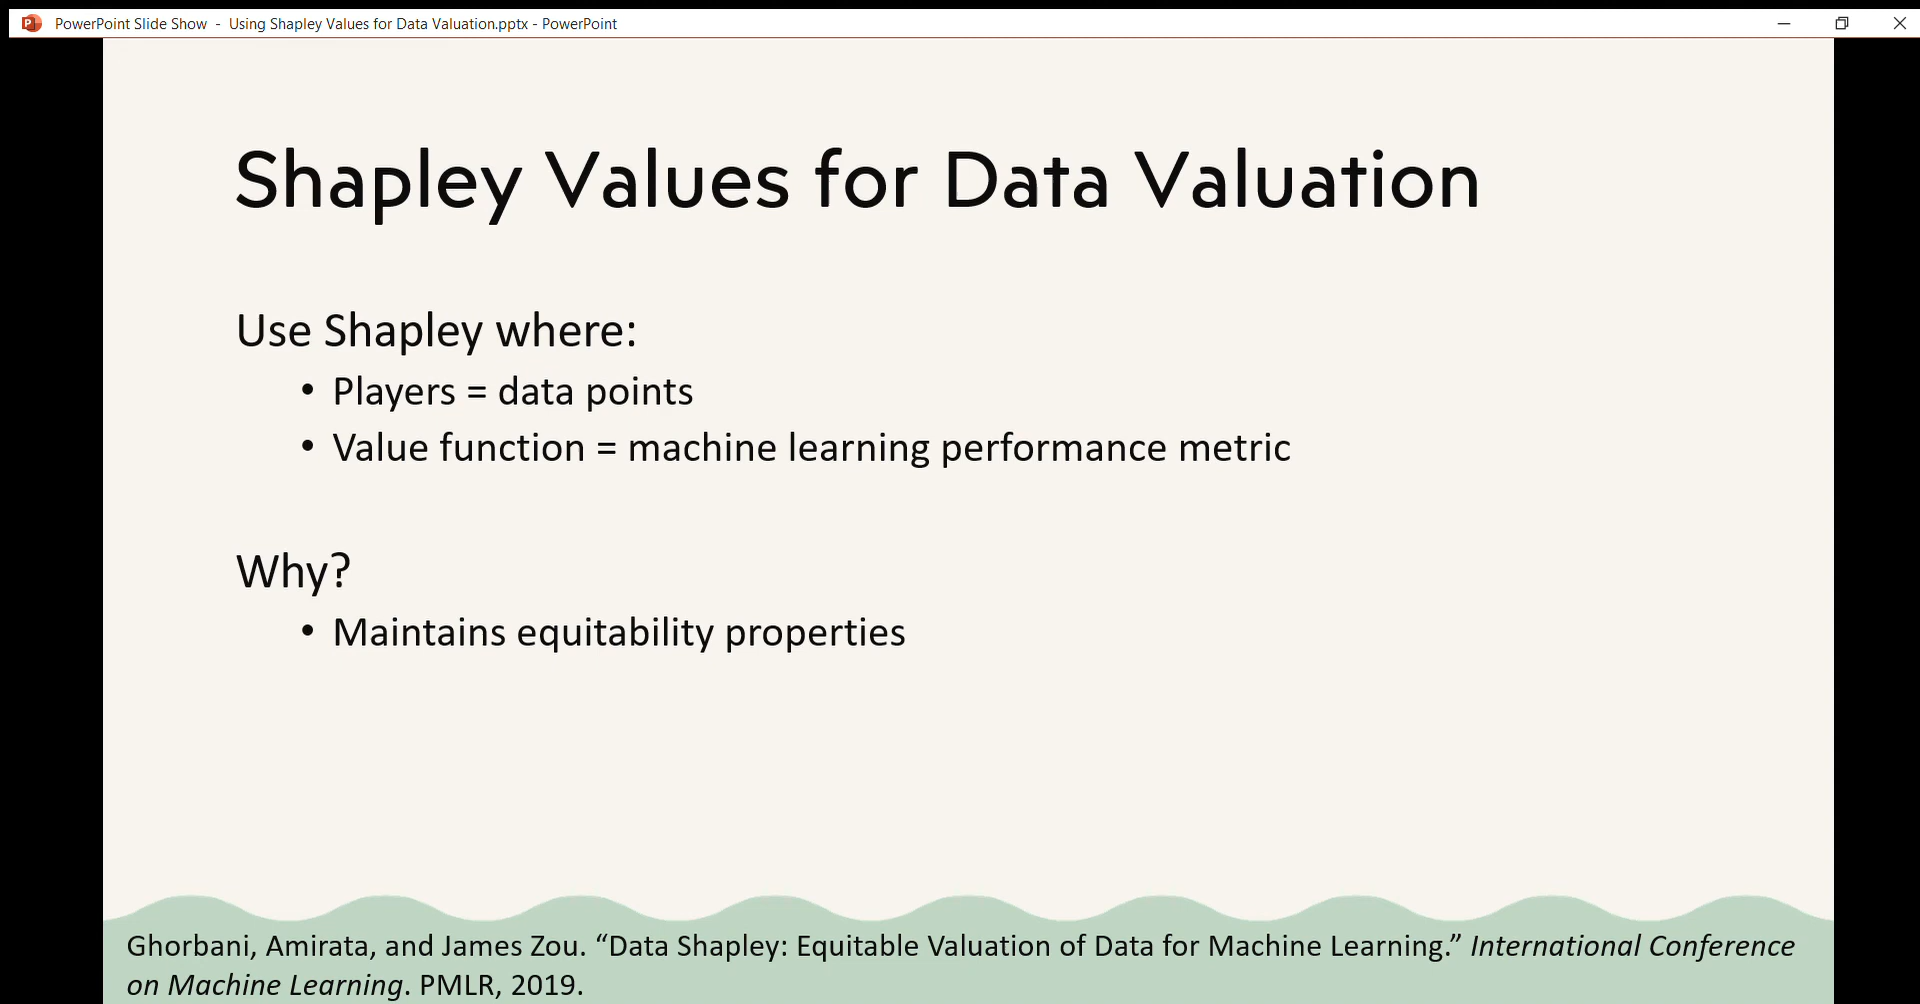 PowerPoint Slide Show - Using Shapley Values for Data Valuation.pptx - PowerPoint
Shapley Values for Data Valuation
Use Shapley where:
• Players = data points
• Value function = machine learning performance metric
Why?
• Maintains equitability properties
Ghorbani, Amirata, and James Zou. “Data Shapley: Equitable Valuation of Data for Machine Learning.” International Conference
on Machine Learning. PMLR, 2019.